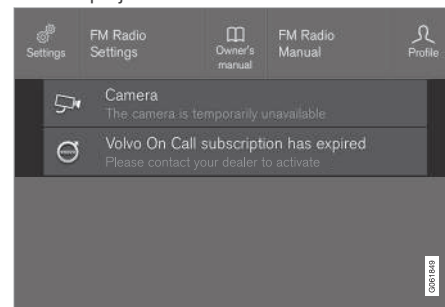 Settings
FM Radio
Settings
Owner's
manual
FM Radio
Manual
Profile
Camera
The camera is temporarily unavailable
Volvo On Call subscription has expired
Please contact your dealer to activate
G061849